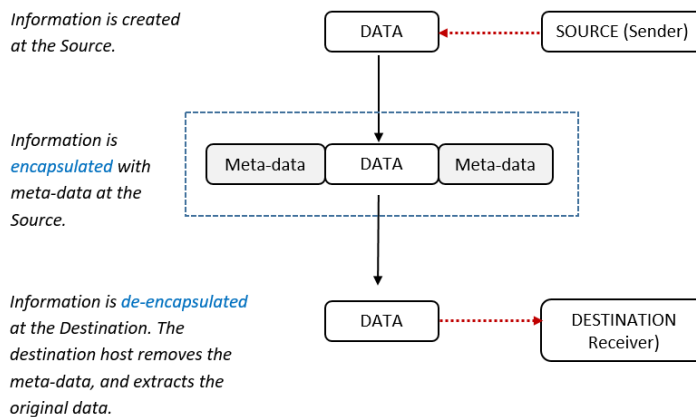 Information is created
at the Source.
DATA
SOURCE (Sender)
Information is
encapsulated with
meta-data at the
Source.
Meta-data
DATA
Meta-data
Information is de-encapsulated
at the Destination. The
destination host removes the
meta-data, and extracts the
original data.
DATA
DESTINATION
Receiver)